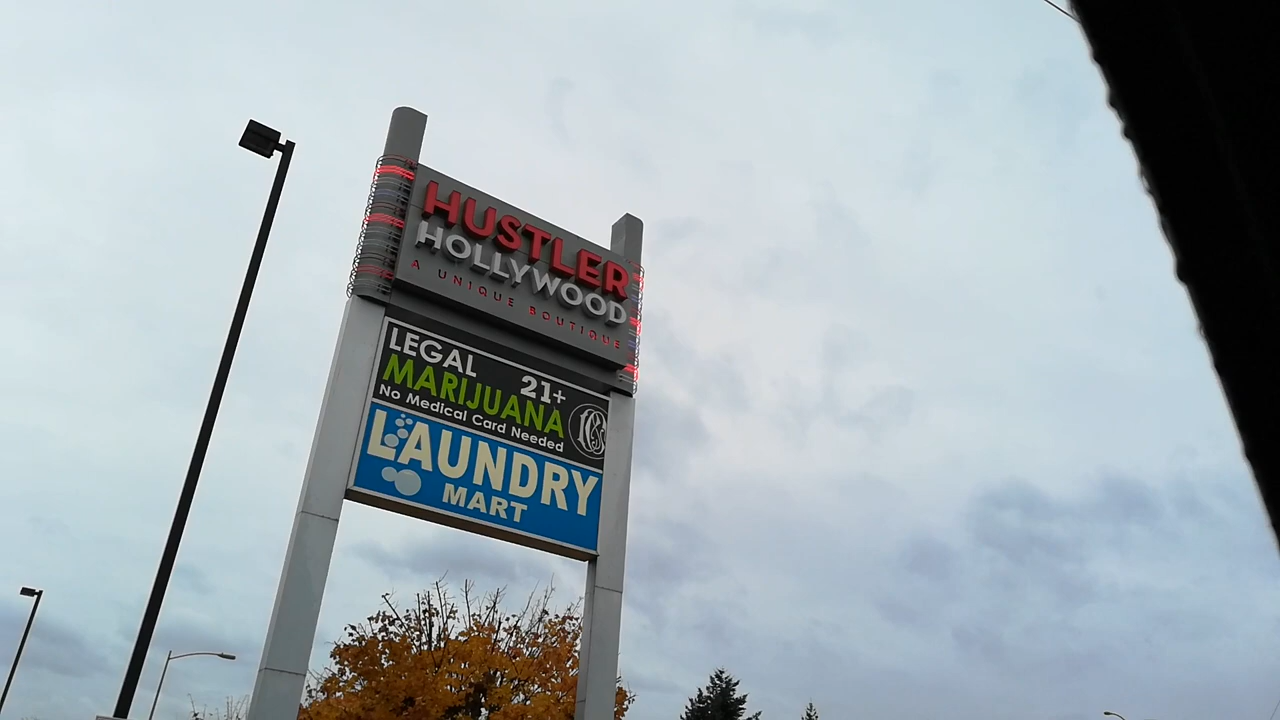 HUSTLER
HOLLYWOOD
A UNIQUE BOUTIQUE
LEGAL 21+
MARIJUANA
No Medical Card Needed
LAUNDRY
MART